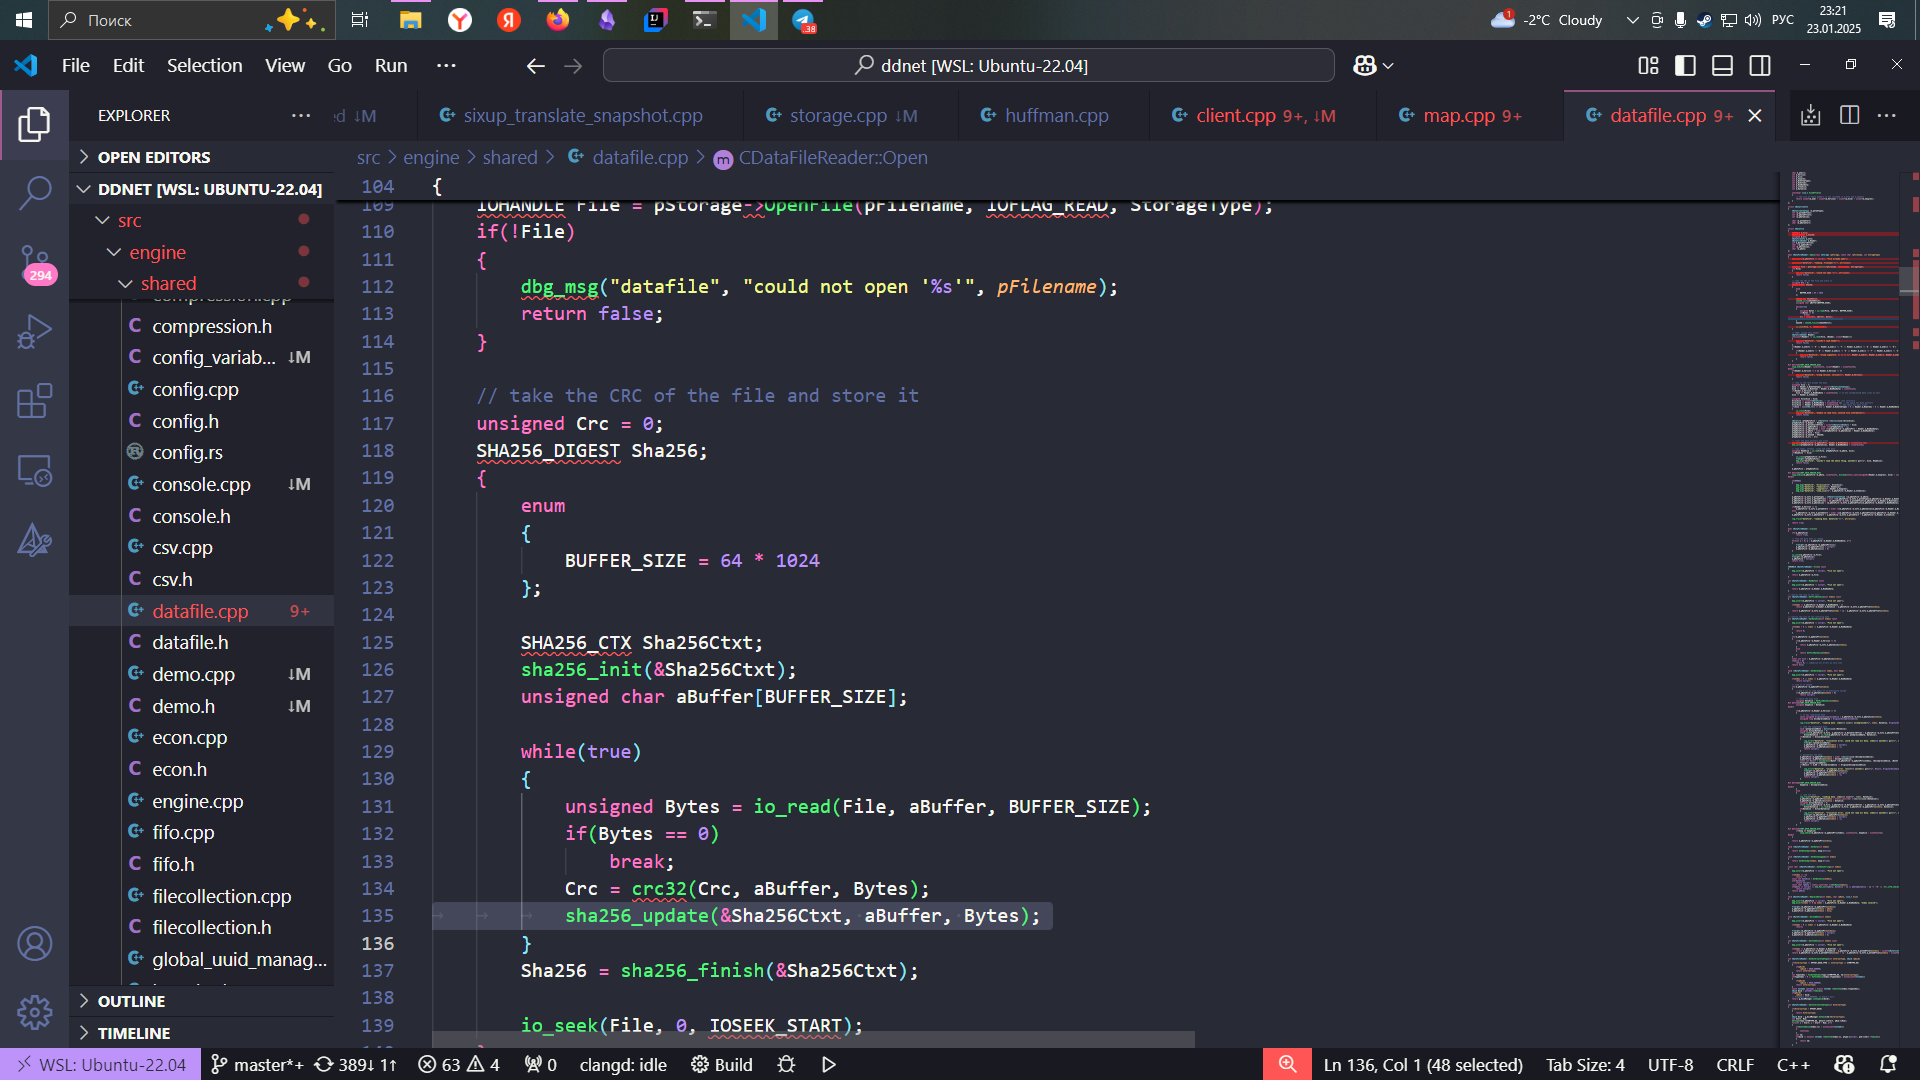 Поиск
38
1
-2°C Cloudy
РУС
23:21
23.01.2025
File Edit Selection View Go Run ···
ddnet [WSL: Ubuntu-22.04]
EXPLORER ···
ed ↓M
sixup_translate_snapshot.cpp
storage.cpp ↓M
huffman.cpp
client.cpp 9+, ↓M
map.cpp 9+
datafile.cpp 9+
src > engine > shared > datafile.cpp > CDataFileReader::Open
OPEN EDITORS
DDNET [WSL: UBUNTU-22.04]
src
engine
shared
294
compression.cpp
compression.h
config_variab... ↓M
config.cpp
config.h
config.rs
console.cpp ↓M
console.h
csv.cpp
csv.h
datafile.cpp 9+
datafile.h
demo.cpp ↓M
demo.h ↓M
econ.cpp
econ.h
engine.cpp
fifo.cpp
fifo.h
filecollection.cpp
filecollection.h
global_uuid_manag...
OUTLINE
TIMELINE
104 {
109 IOHANDLE File = pStorage->OpenFile(pFilename, IOFLAG_READ, StorageType);
110 if(!File)
111 {
112 dbg_msg("datafile", "could not open '%s'", pFilename);
113 return false;
114 }
115
116 // take the CRC of the file and store it
117 unsigned Crc = 0;
118 SHA256_DIGEST Sha256;
119 {
120 enum
121 {
122 BUFFER_SIZE = 64 * 1024
123 };
124
125 SHA256_CTX Sha256Ctxt;
126 sha256_init(&Sha256Ctxt);
127 unsigned char aBuffer[BUFFER_SIZE];
128
129 while(true)
130 {
131 unsigned Bytes = io_read(File, aBuffer, BUFFER_SIZE);
132 if(Bytes == 0)
133 break;
134 Crc = crc32(Crc, aBuffer, Bytes);
135 sha256_update(&Sha256Ctxt, aBuffer, Bytes);
136 }
137 Sha256 = sha256_finish(&Sha256Ctxt);
138
139 io_seek(File, 0, IOSEEK_START);
WSL: Ubuntu-22.04 master*+ 389↓ 1↑ 63 4 0 clangd: idle Build
Ln 136, Col 1 (48 selected) Tab Size: 4 UTF-8 CRLF C++